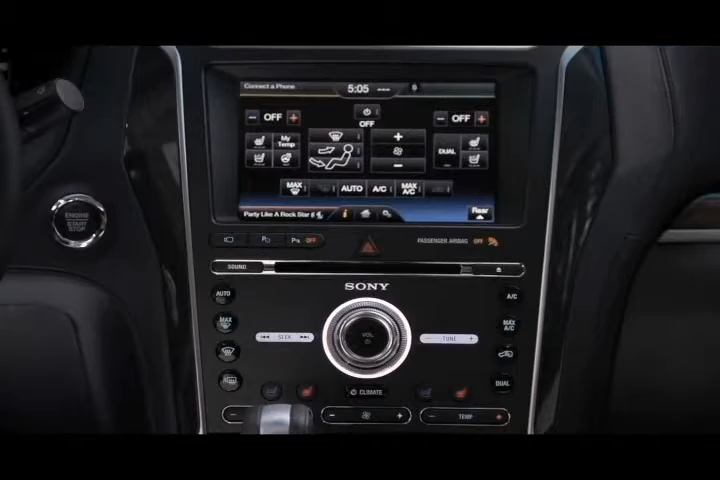 Connect a Phone 5:05
− OFF + OFF − OFF +
My Temp
+
DUAL
−
MAX AUTO A/C MAX A/C
Party Like A Rock Star i Rear
ENGINE START STOP
P OFF PASSENGER AIRBAG OFF
SOUND
SONY
AUTO A/C
MAX MAX A/C
VOL
SEEK − TUNE +
DUAL
CLIMATE
− − + − TEMP +